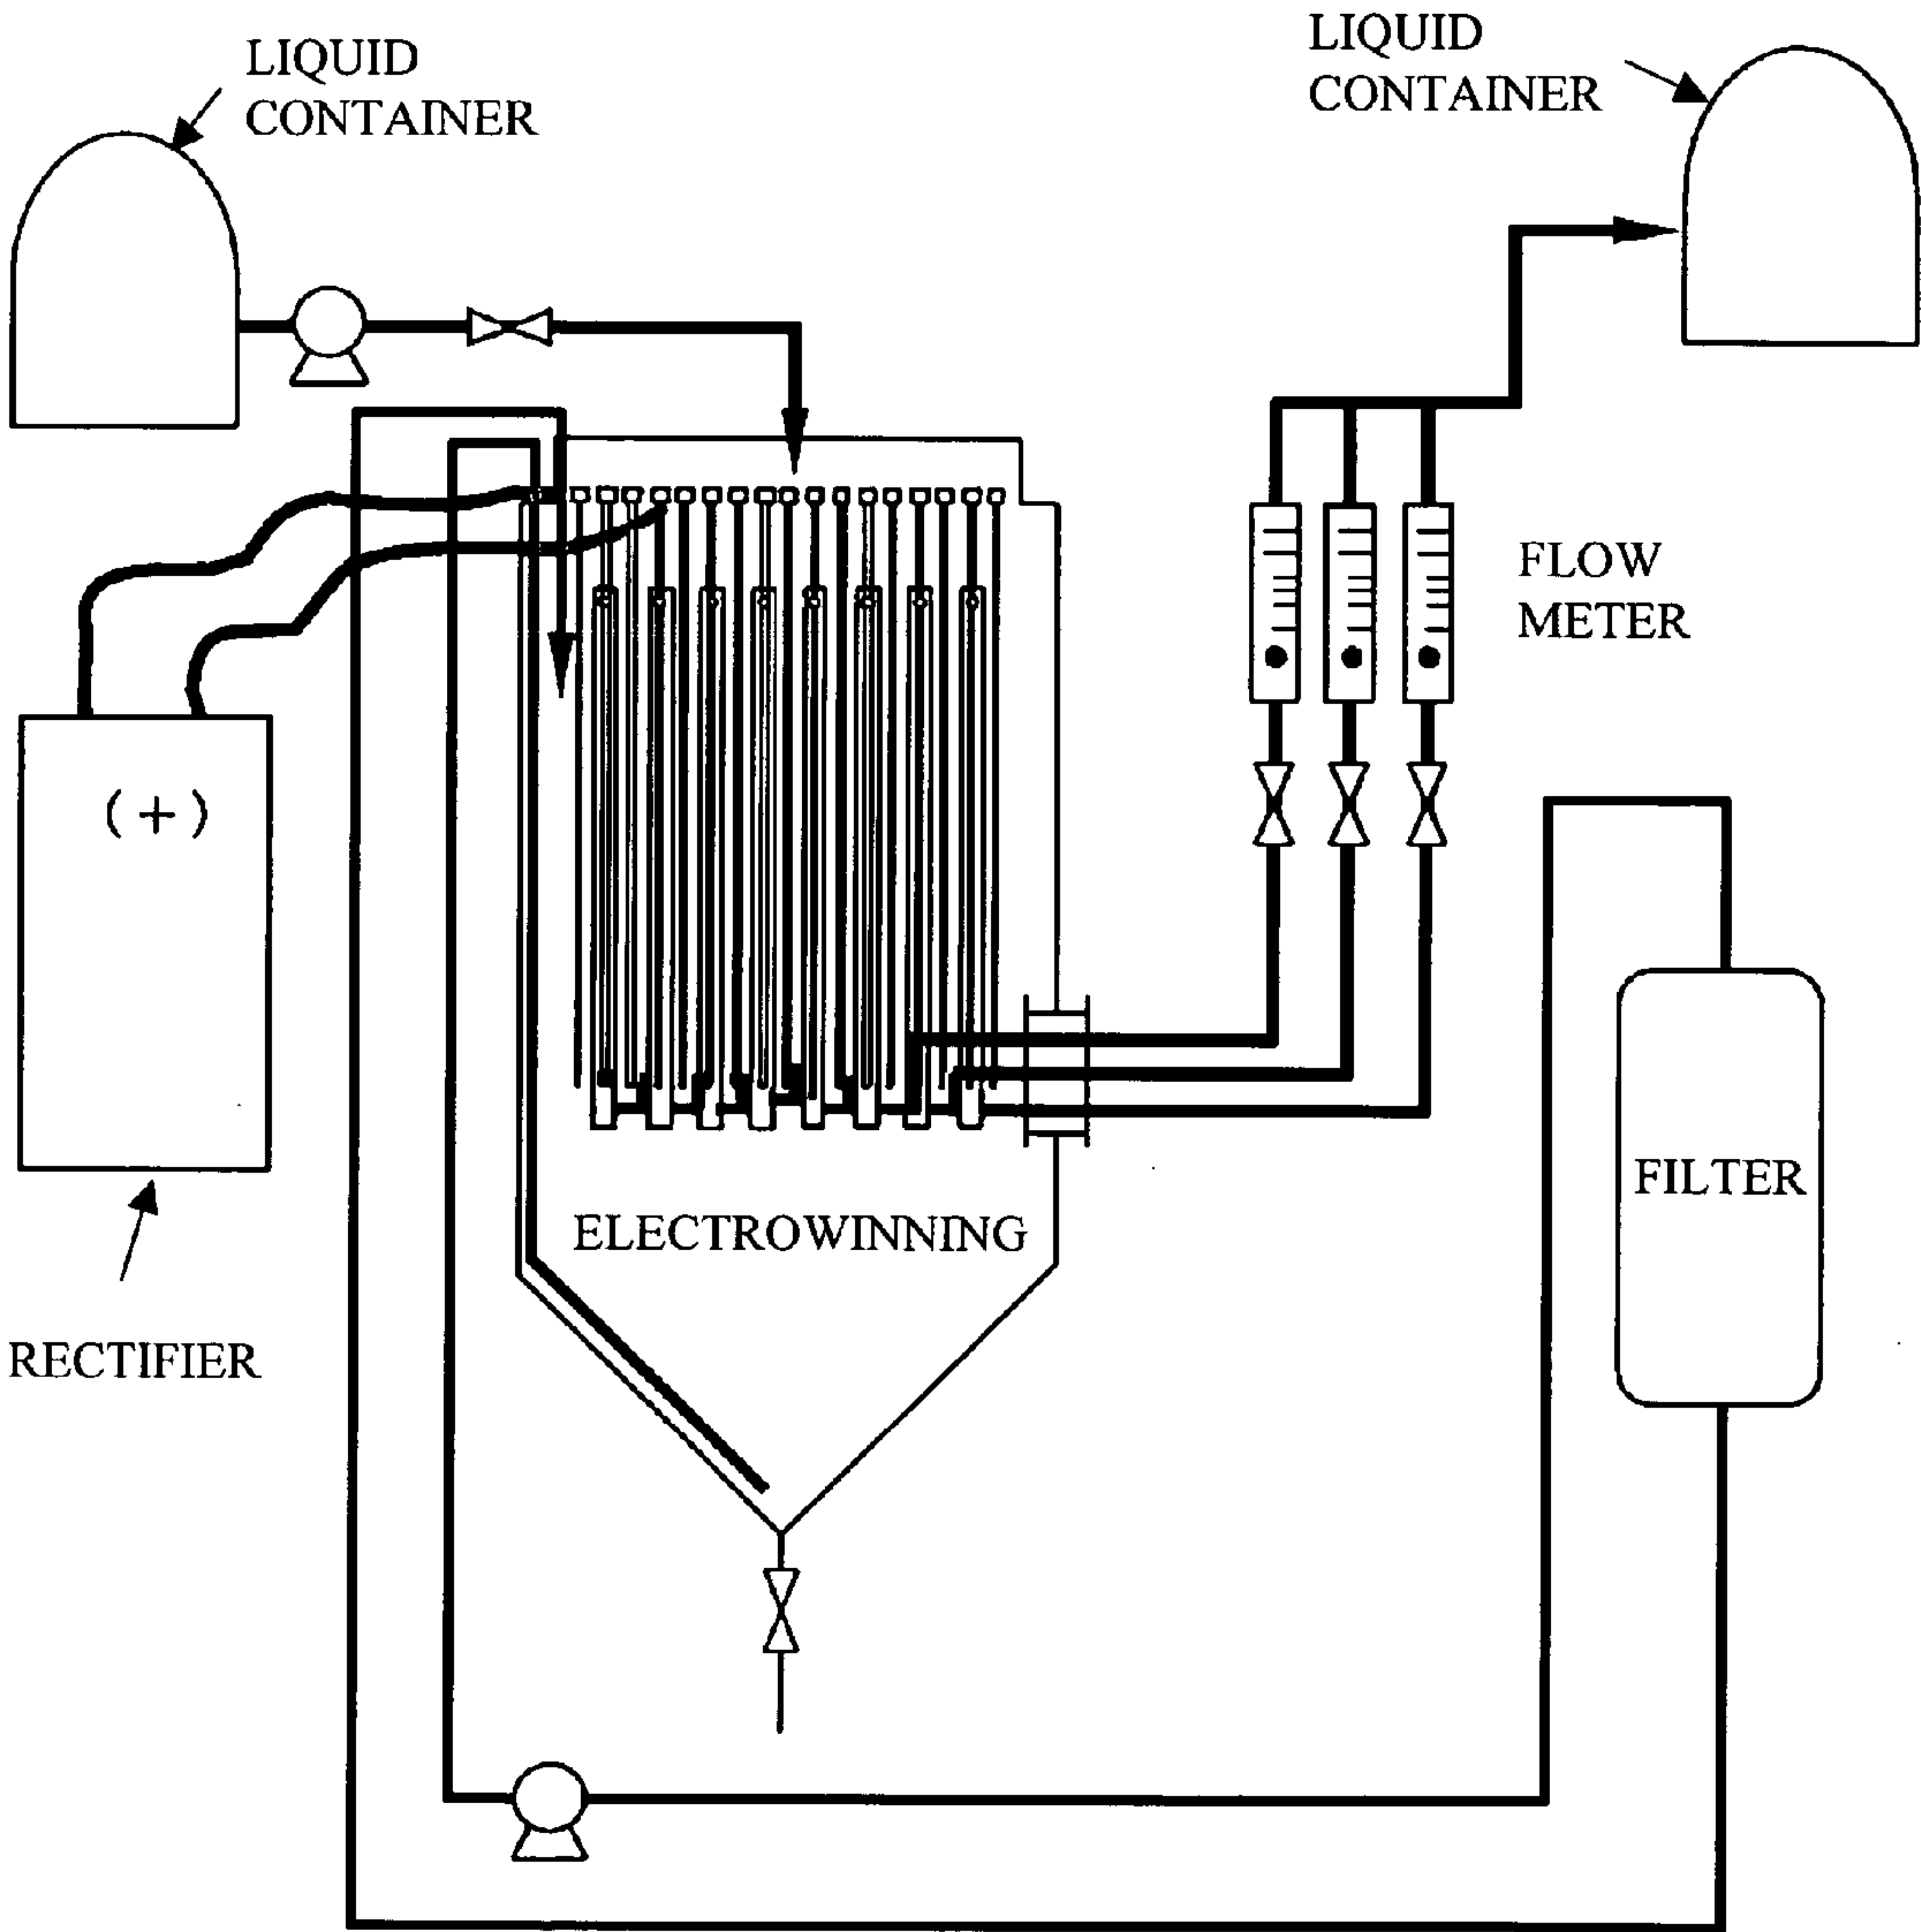 LIQUID
CONTAINER
LIQUID
CONTAINER
FLOW
METER
(+)
FILTER
ELECTROWINNING
RECTIFIER